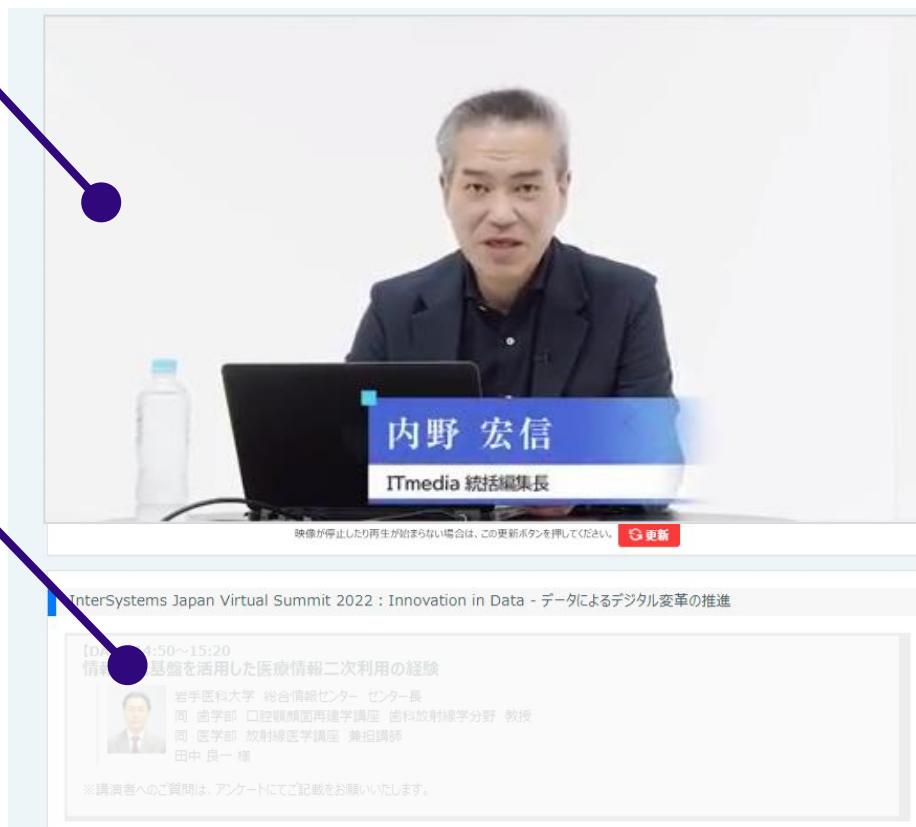 内野 宏信
ITmedia 統括編集長
映像が停止したり再生が始まらない場合は、この更新ボタンを押してください。 更新
InterSystems Japan Virtual Summit 2022 : Innovation in Data - データによるデジタル変革の推進
:50～15:20
基盤を活用した医療情報二次利用の経験
岩手医科大学 総合情報センター センター長
同 歯学部 口腔顎顔面再建学講座 歯科放射線学分野 教授
同 医学部 放射線医学講座 兼担講師
田中 良一 様
※講演者へのご質問は、アンケートにてご記載をお願いいたします。